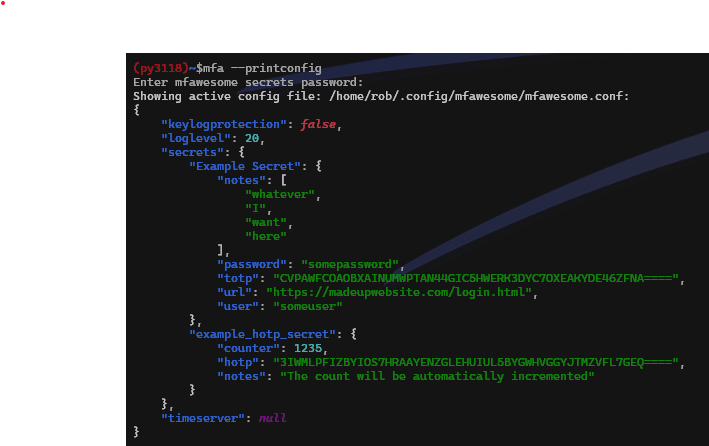 (py3118)~$mfa --printconfig
Enter mfawesome secrets password:
Showing active config file: /home/rob/.config/mfawesome/mfawesome.conf:
{
    "keylogprotection": false,
    "loglevel": 20,
    "secrets": {
        "Example Secret": {
            "notes": [
                "whatever",
                "I",
                "want",
                "here"
            ],
            "password": "somepassword",
            "totp": "CVPAWFCOAOBXAINUMWPTAN44GIC5HWERK3DYC7OXEAKYDE46ZFNA====",
            "url": "https://madeupwebsite.com/login.html",
            "user": "someuser"
        },
        "example_hotp_secret": {
            "counter": 1235,
            "hotp": "3IWMLPFIZBYIOS7HRAAYENZGLEHUIUL5BYGWHVGGYJTMZVFL7GEQ====",
            "notes": "The count will be automatically incremented"
        }
    },
    "timeserver": null
}